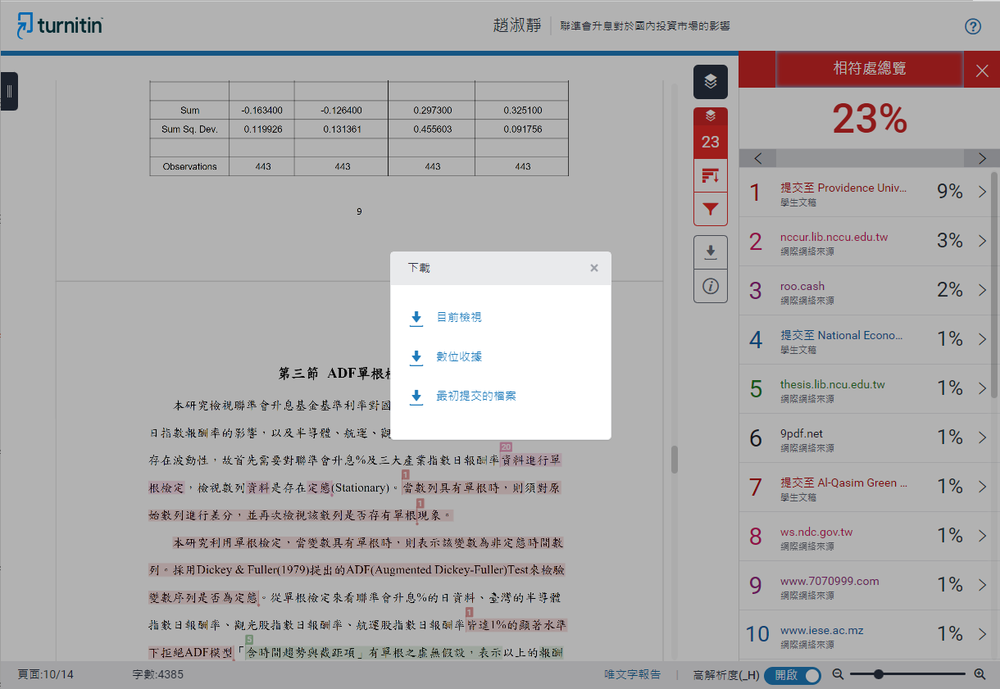 turnitin
趙淑靜
聯準會升息對於國內投資市場的影響
?
Sum -0.163400 -0.126400 0.297300 0.325100
Sum Sq. Dev. 0.119926 0.131361 0.455603 0.091756
Observations 443 443 443 443
9
第三節 ADF單根
本研究檢視聯準會升息基金基準利率對國
日指數報酬率的影響，以及半導體、航運、觀
20
存在波動性，故首先需要對聯準會升息%及三大產業指數日報酬率資料進行單
1
根檢定，檢視數列資料是存在定態(Stationary)。當數列具有單根時，則須對原
1
始數列進行差分，並再次檢視該數列是否存有單根現象。
本研究利用單根檢定，當變數具有單根時，則表示該變數為非定態時間數
列。採用Dickey & Fuller(1979)提出的ADF(Augmented Dickey-Fuller)Test來檢驗
變數序列是否為定態。從單根檢定來看聯準會升息%的日資料、臺灣的半導體
1
指數日報酬率、觀光股指數日報酬率、航運股指數日報酬率皆達1%的顯著水準
5
下拒絕ADF模型「含時間趨勢與截距項」有單根之虛無假設，表示以上的報酬
下載
×
目前檢視
數位收據
最初提交的檔案
23
相符處總覽
23%
1 提交至 Providence Univ... 9%
學生文稿
2 nccur.lib.nccu.edu.tw 3%
網際網絡來源
3 roo.cash 2%
網際網絡來源
4 提交至 National Econo... 1%
學生文稿
5 thesis.lib.ncu.edu.tw 1%
網際網絡來源
6 9pdf.net 1%
網際網絡來源
7 提交至 Al-Qasim Green ... 1%
學生文稿
8 ws.ndc.gov.tw 1%
網際網絡來源
9 www.7070999.com 1%
網際網絡來源
10 www.iese.ac.mz 1%
網際網絡來源
頁面:10/14
字數:4385
唯文字報告 | 高解析度(_H) 開啟